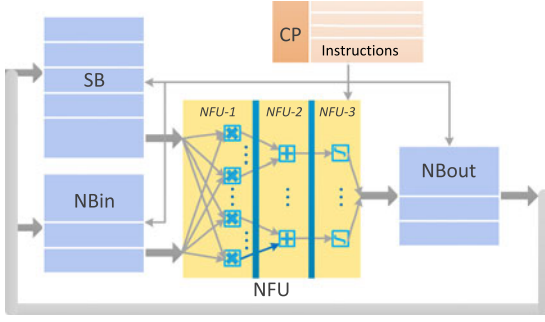 CP
Instructions
SB
NFU-1
NFU-2
NFU-3
NBin
NBout
NFU